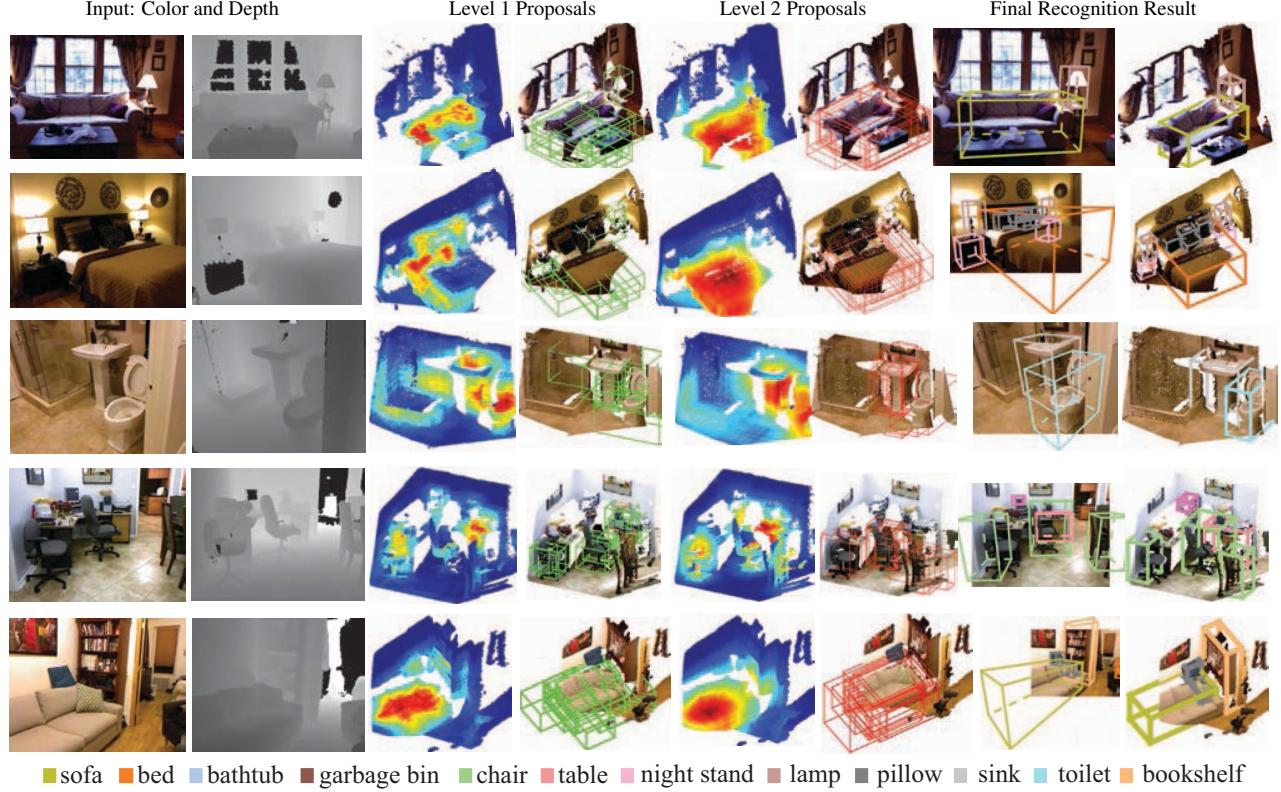 Input: Color and Depth Level 1 Proposals Level 2 Proposals Final Recognition Result
sofa bed bathtub garbage bin chair table night stand lamp pillow sink toilet bookshelf